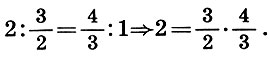 2 : 3/2 = 4/3 : 1 ⇒ 2 = 3/2 · 4/3 .